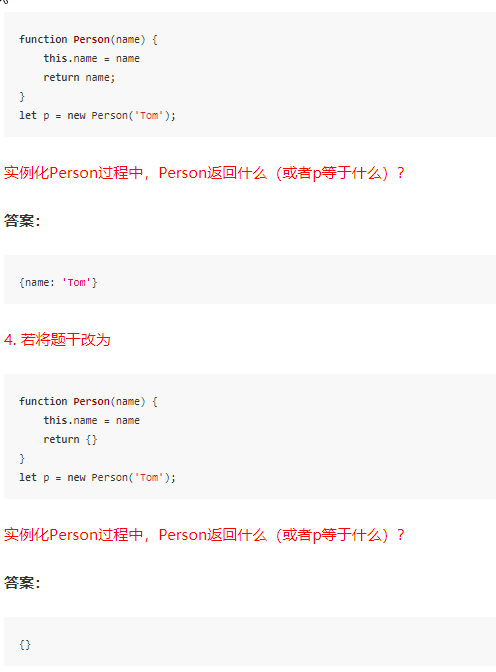 function Person(name) {
this.name = name
return name;
}
let p = new Person('Tom');
实例化Person过程中，Person返回什么（或者p等于什么）？
答案：
{name: 'Tom'}
4. 若将题干改为
function Person(name) {
this.name = name
return {}
}
let p = new Person('Tom');
实例化Person过程中，Person返回什么（或者p等于什么）？
答案：
{}